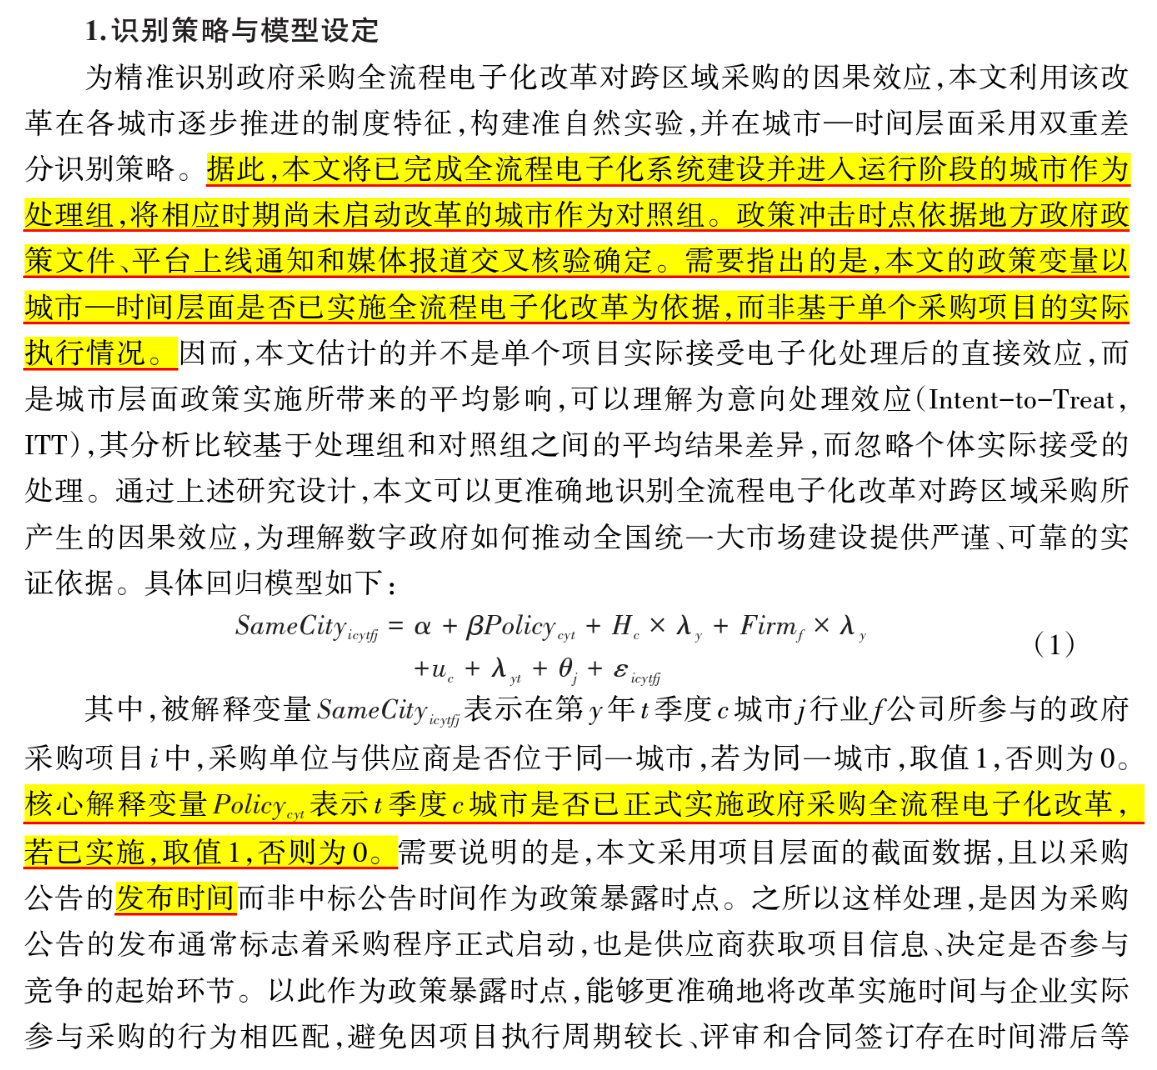 1.识别策略与模型设定
为精准识别政府采购全流程电子化改革对跨区域采购的因果效应,本文利用该改
革在各城市逐步推进的制度特征,构建准自然实验,并在城市—时间层面采用双重差
分识别策略。据此,本文将已完成全流程电子化系统建设并进入运行阶段的城市作为
处理组,将相应时期尚未启动改革的城市作为对照组。政策冲击时点依据地方政府政
策文件、平台上线通知和媒体报道交叉核验确定。需要指出的是,本文的政策变量以
城市—时间层面是否已实施全流程电子化改革为依据,而非基于单个采购项目的实际
执行情况。因而,本文估计的并不是单个项目实际接受电子化处理后的直接效应,而
是城市层面政策实施所带来的平均影响,可以理解为意向处理效应(Intent-to-Treat,
ITT),其分析比较基于处理组和对照组之间的平均结果差异,而忽略个体实际接受的
处理。通过上述研究设计,本文可以更准确地识别全流程电子化改革对跨区域采购所
产生的因果效应,为理解数字政府如何推动全国统一大市场建设提供严谨、可靠的实
证依据。具体回归模型如下:
SameCity_icytfj = α + βPolicy_cyt + H_c × λ_y + Firm_f × λ_y
+u_c + λ_yt + θ_j + ε_icytfj (1)
其中,被解释变量SameCity_icytfj表示在第y年t季度c城市j行业f公司所参与的政府
采购项目i中,采购单位与供应商是否位于同一城市,若为同一城市,取值1,否则为0。
核心解释变量Policy_cyt表示t季度c城市是否已正式实施政府采购全流程电子化改革,
若已实施,取值1,否则为0。需要说明的是,本文采用项目层面的截面数据,且以采购
公告的发布时间而非中标公告时间作为政策暴露时点。之所以这样处理,是因为采购
公告的发布通常标志着采购程序正式启动,也是供应商获取项目信息、决定是否参与
竞争的起始环节。以此作为政策暴露时点,能够更准确地将改革实施时间与企业实际
参与采购的行为相匹配,避免因项目执行周期较长、评审和合同签订存在时间滞后等